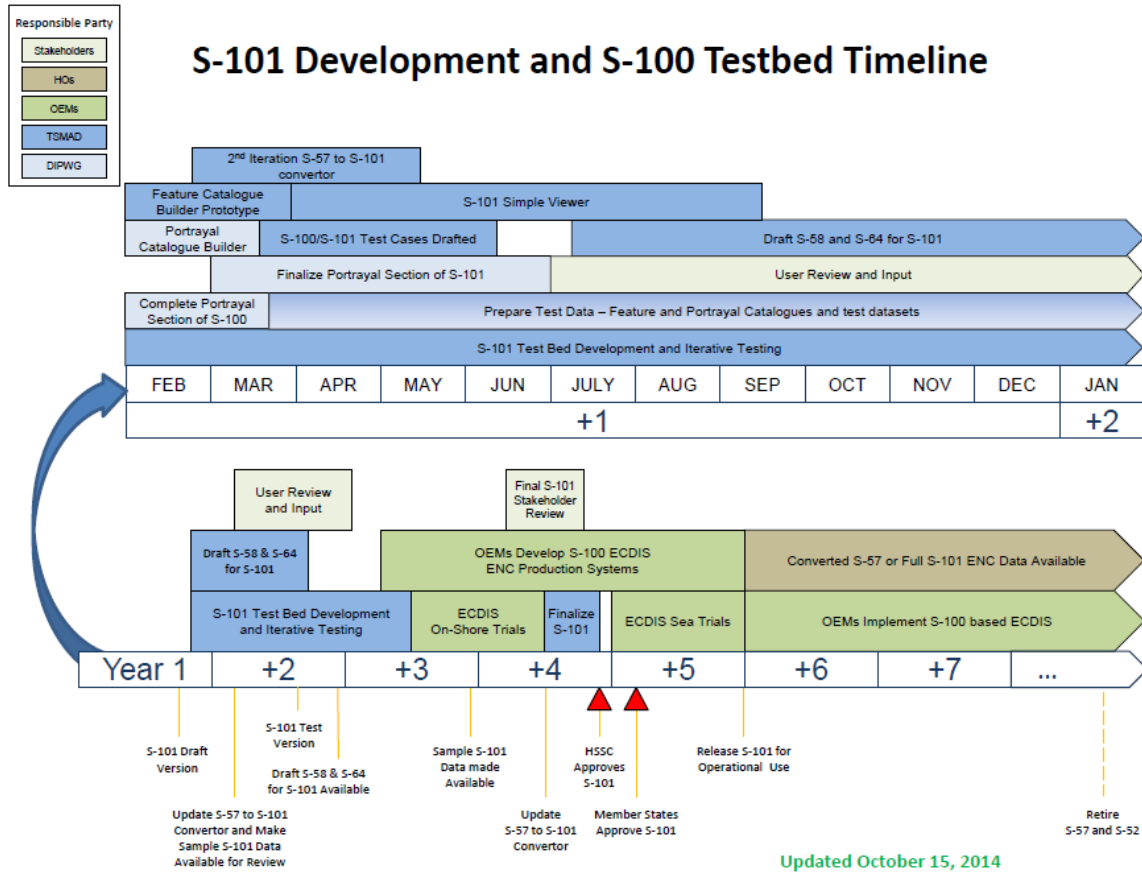 Responsible Party
Stakeholders
HOs
OEMs
TSMAD
DIPWG
S-101 Development and S-100 Testbed Timeline
2nd Iteration S-57 to S-101
convertor
Feature Catalogue
Builder Prototype
S-101 Simple Viewer
Portrayal
Catalogue Builder
S-100/S-101 Test Cases Drafted
Draft S-58 and S-64 for S-101
Finalize Portrayal Section of S-101
User Review and Input
Complete Portrayal
Section of S-100
Prepare Test Data – Feature and Portrayal Catalogues and test datasets
S-101 Test Bed Development and Iterative Testing
FEB MAR APR MAY JUN JULY AUG SEP OCT NOV DEC JAN
+1 +2
User Review
and Input
Final S-101
Stakeholder
Review
Draft S-58 & S-64
for S-101
OEMs Develop S-100 ECDIS
ENC Production Systems
Converted S-57 or Full S-101 ENC Data Available
S-101 Test Bed Development
and Iterative Testing
ECDIS
On-Shore Trials
Finalize
S-101
ECDIS Sea Trials
OEMs Implement S-100 based ECDIS
Year 1 +2 +3 +4 +5 +6 +7 ...
S-101 Draft
Version
Update S-57 to S-101
Convertor and Make
Sample S-101 Data
Available for Review
S-101 Test
Version
Draft S-58 & S-64
for S-101 Available
Sample S-101
Data made
Available
Update
S-57 to S-101
Convertor
HSSC
Approves
S-101
Member States
Approve S-101
Release S-101 for
Operational Use
Retire
S-57 and S-52
Updated October 15, 2014